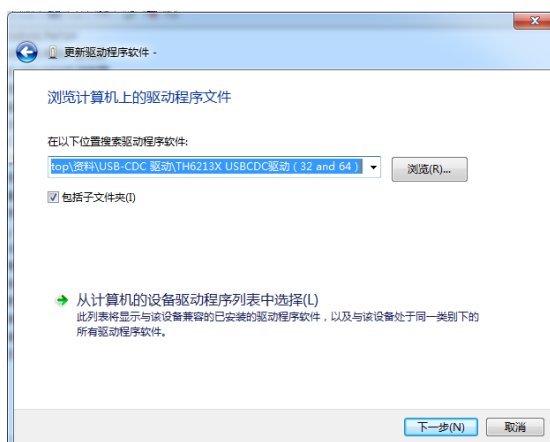 更新驱动程序软件 -
浏览计算机上的驱动程序文件
在以下位置搜索驱动程序软件:
top\资料\USB-CDC 驱动\TH6213X USBCDC驱动（32 and 64）
浏览(R)...
包括子文件夹(I)
从计算机的设备驱动程序列表中选择(L)
此列表将显示与该设备兼容的已安装的驱动程序软件，以及与该设备处于同一类别下的
所有驱动程序软件。
下一步(N)
取消